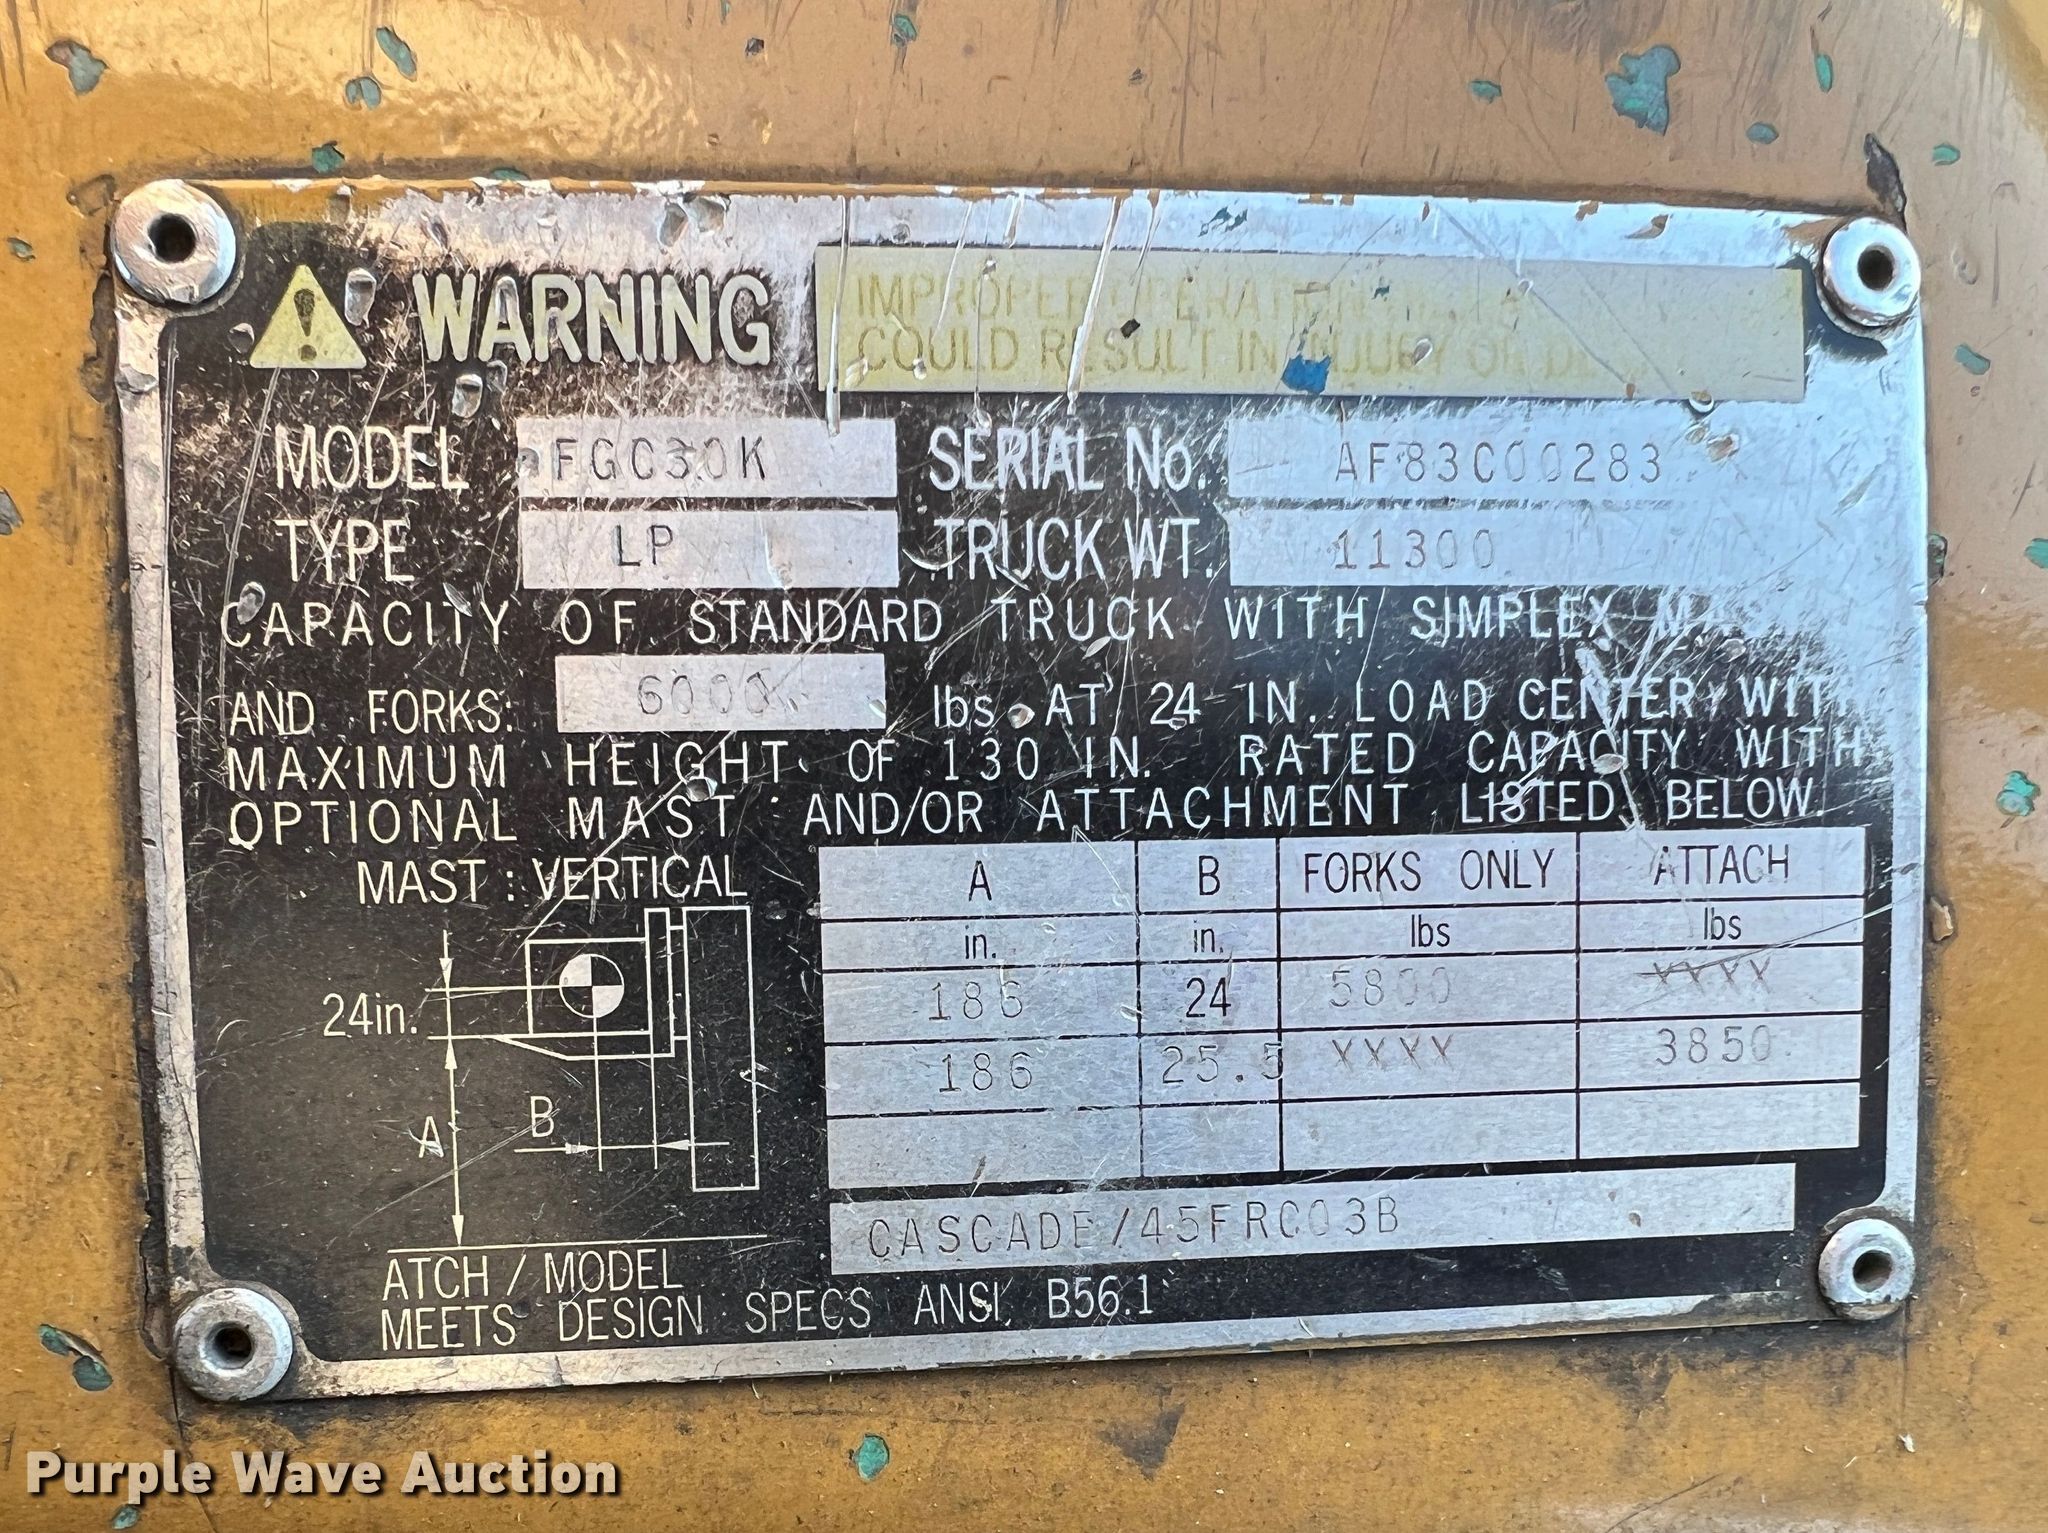 WARNING
IMPROPER OPERATION
COULD RESULT IN INJURY OR
MODEL FGC30K SERIAL No. AF83C00283
TYPE LP TRUCK WT. 11300
CAPACITY OF STANDARD TRUCK WITH SIMPLEX
AND FORKS: 6000 lbs AT 24 IN. LOAD CENTER WITH
MAXIMUM HEIGHT OF 130 IN. RATED CAPACITY WITH
OPTIONAL MAST AND/OR ATTACHMENT LISTED BELOW.
MAST : VERTICAL
24in.
A
B
A B FORKS ONLY ATTACH
in. in. lbs lbs
186 24 5800 XXXX
186 25.5 XXXX 3850
ATCH / MODEL CASCADE/45FRC03B
MEETS DESIGN SPECS ANSI B56.1
Purple Wave Auction